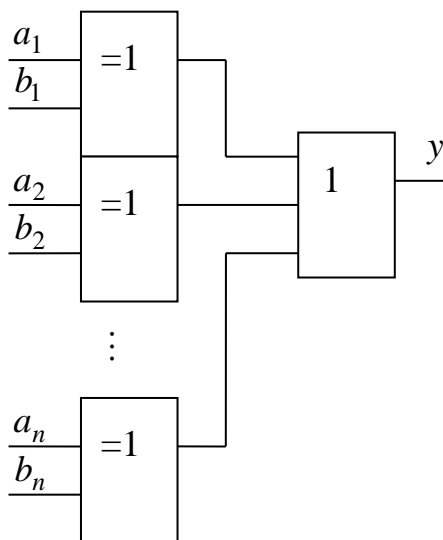 a₁
=1
b₁
y
1
a₂
=1
b₂
⋮
aₙ
=1
bₙ